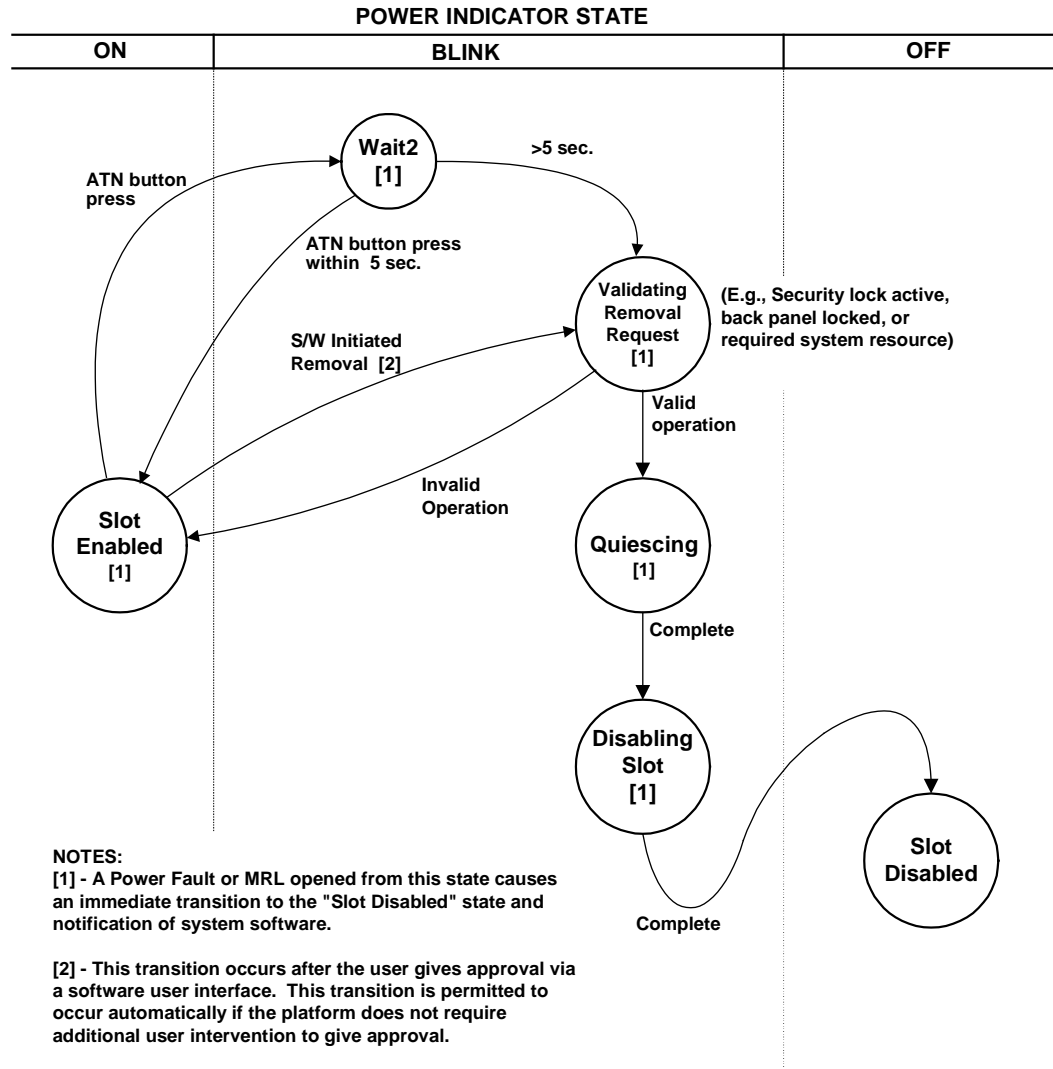 POWER INDICATOR STATE
ON
BLINK
OFF
Wait2
[1]
>5 sec.
ATN button
press
ATN button press
within 5 sec.
Validating
Removal
Request
[1]
(E.g., Security lock active,
back panel locked, or
required system resource)
S/W Initiated
Removal [2]
Valid
operation
Invalid
Operation
Slot
Enabled
[1]
Quiescing
[1]
Complete
Disabling
Slot
[1]
Slot
Disabled
Complete
NOTES:
[1] - A Power Fault or MRL opened from this state causes
an immediate transition to the "Slot Disabled" state and
notification of system software.
[2] - This transition occurs after the user gives approval via
a software user interface. This transition is permitted to
occur automatically if the platform does not require
additional user intervention to give approval.